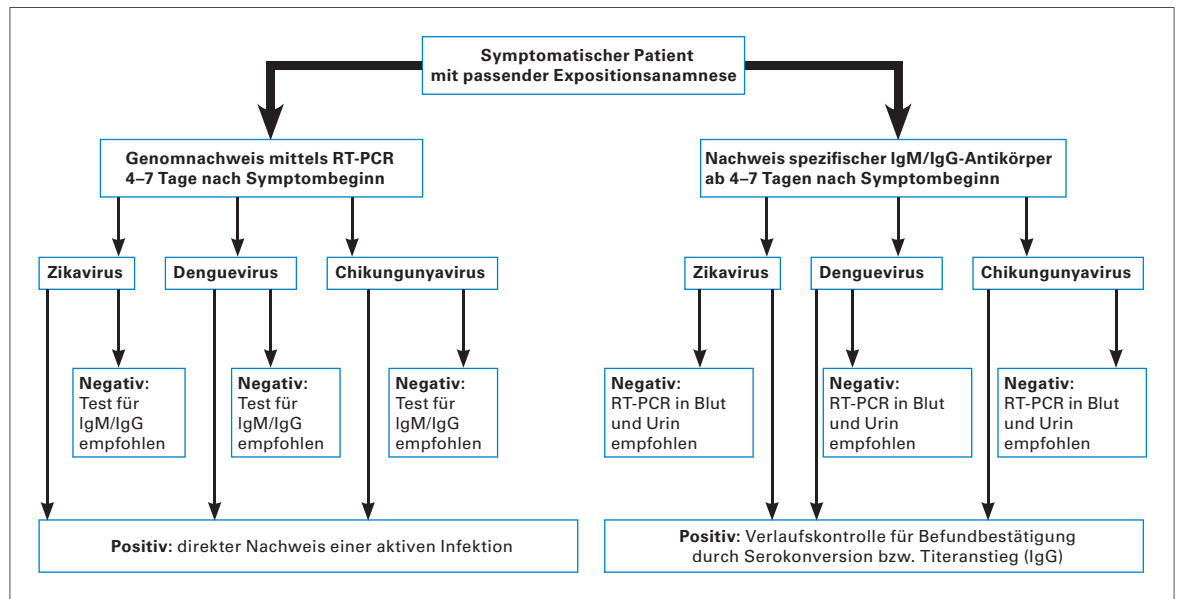 Symptomatischer Patient
mit passender Expositionsanamnese
Genomnachweis mittels RT-PCR
4–7 Tage nach Symptombeginn
Nachweis spezifischer IgM/IgG-Antikörper
ab 4–7 Tagen nach Symptombeginn
Zikavirus
Denguevirus
Chikungunyavirus
Zikavirus
Denguevirus
Chikungunyavirus
Negativ:
Test für
IgM/IgG
empfohlen
Negativ:
Test für
IgM/IgG
empfohlen
Negativ:
Test für
IgM/IgG
empfohlen
Negativ:
RT-PCR in Blut
und Urin
empfohlen
Negativ:
RT-PCR in Blut
und Urin
empfohlen
Negativ:
RT-PCR in Blut
und Urin
empfohlen
Positiv: direkter Nachweis einer aktiven Infektion
Positiv: Verlaufskontrolle für Befundbestätigung
durch Serokonversion bzw. Titeranstieg (IgG)